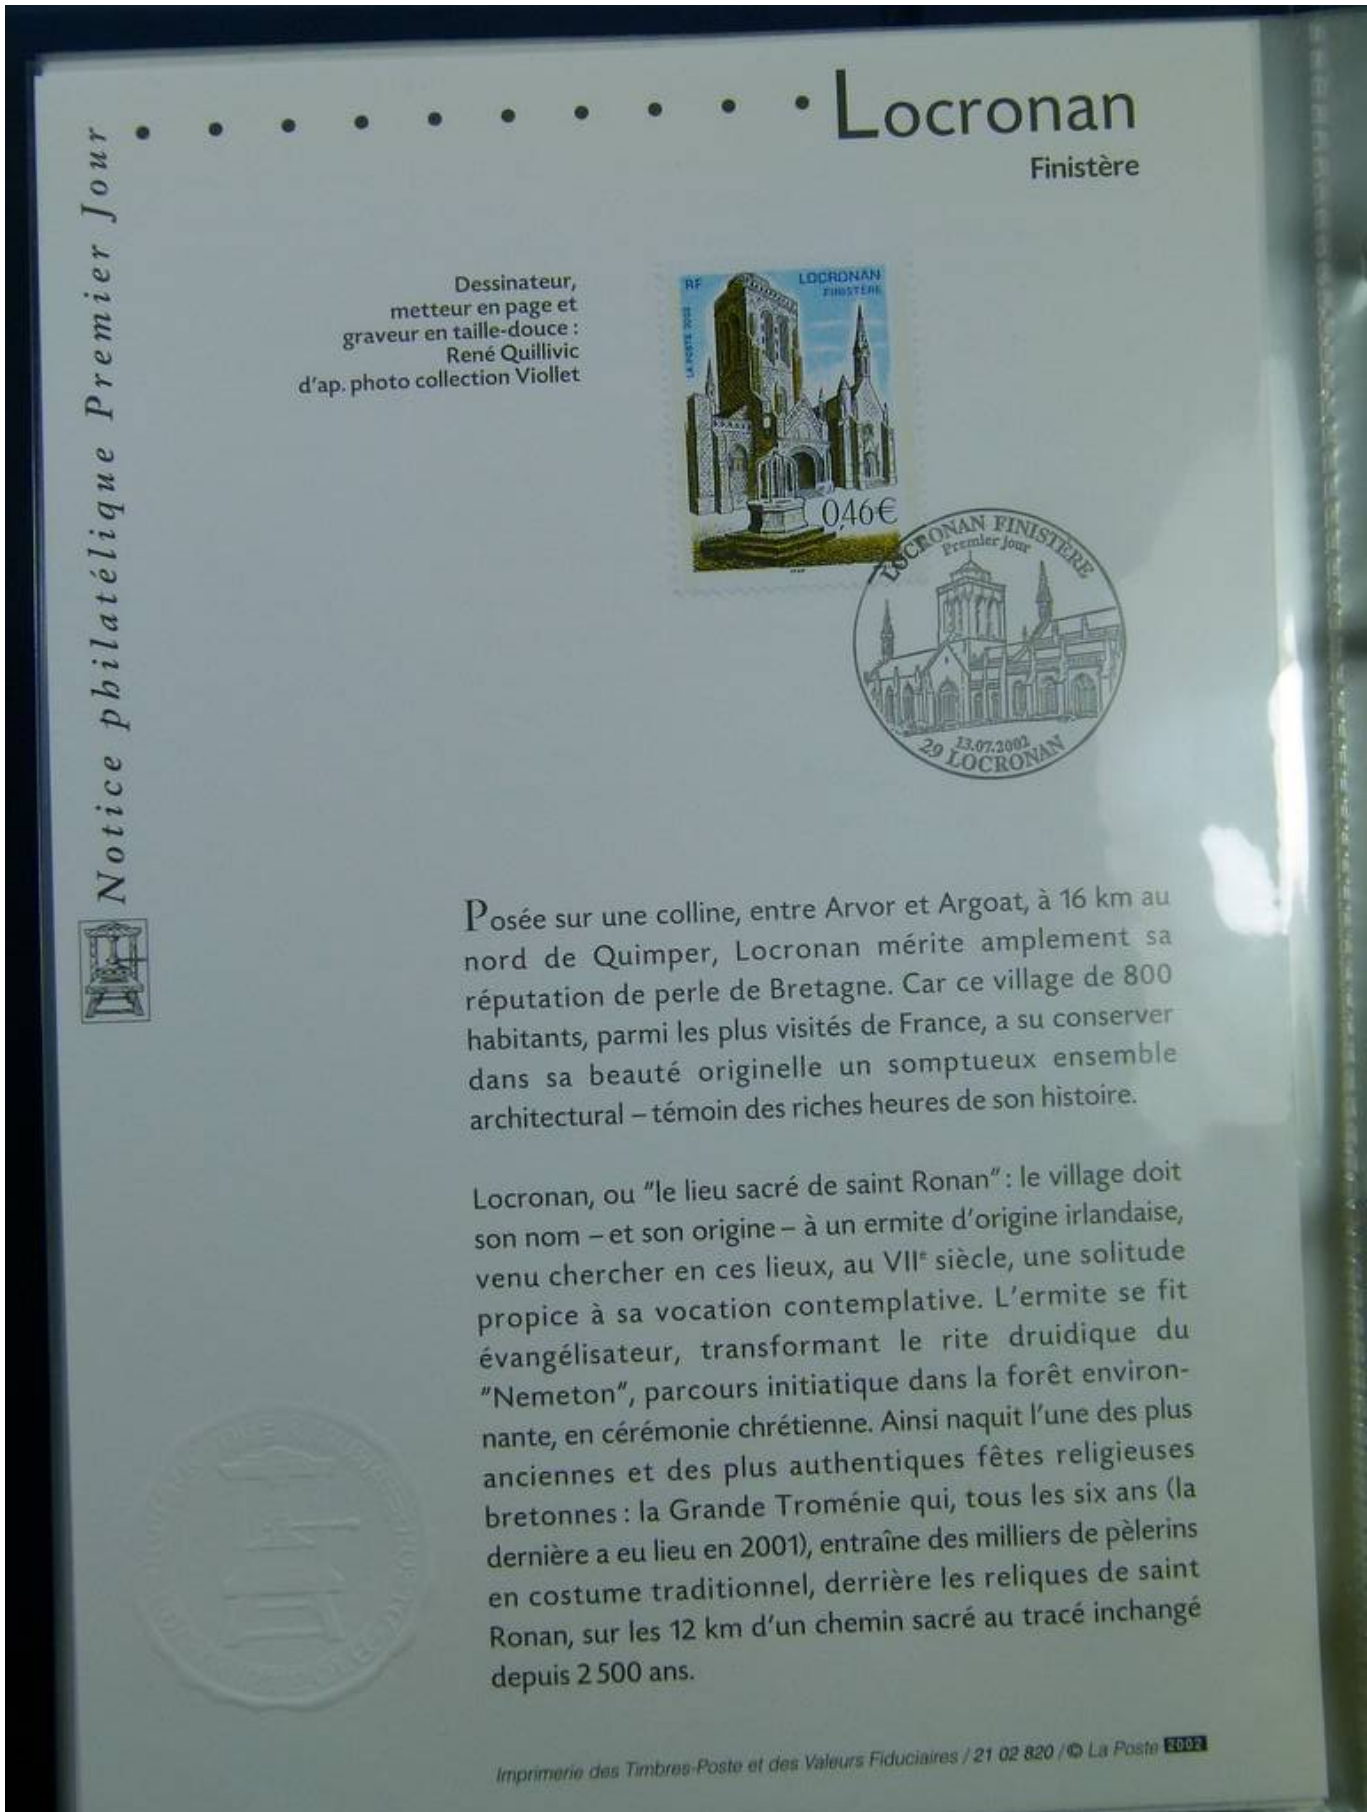 Locronan
Finistère
Notice philatélique Premier Jour
Dessinateur,
metteur en page et
graveur en taille-douce :
René Quillivic
d'ap. photo collection Viollet
RF
LOCRONAN
FINISTÈRE
LA POSTE 2002
0,46€
LOCRONAN FINISTÈRE
Premier Jour
13.07.2002
29 LOCRONAN
Posée sur une colline, entre Arvor et Argoat, à 16 km au
nord de Quimper, Locronan mérite amplement sa
réputation de perle de Bretagne. Car ce village de 800
habitants, parmi les plus visités de France, a su conserver
dans sa beauté originelle un somptueux ensemble
architectural – témoin des riches heures de son histoire.
Locronan, ou "le lieu sacré de saint Ronan" : le village doit
son nom – et son origine – à un ermite d'origine irlandaise,
venu chercher en ces lieux, au VIIe siècle, une solitude
propice à sa vocation contemplative. L'ermite se fit
évangélisateur, transformant le rite druidique du
"Nemeton", parcours initiatique dans la forêt environ-
nante, en cérémonie chrétienne. Ainsi naquit l'une des plus
anciennes et des plus authentiques fêtes religieuses
bretonnes : la Grande Troménie qui, tous les six ans (la
dernière a eu lieu en 2001), entraîne des milliers de pèlerins
en costume traditionnel, derrière les reliques de saint
Ronan, sur les 12 km d'un chemin sacré au tracé inchangé
depuis 2 500 ans.
Imprimerie des Timbres-Poste et des Valeurs Fiduciaires / 21 02 820 / © La Poste 2002